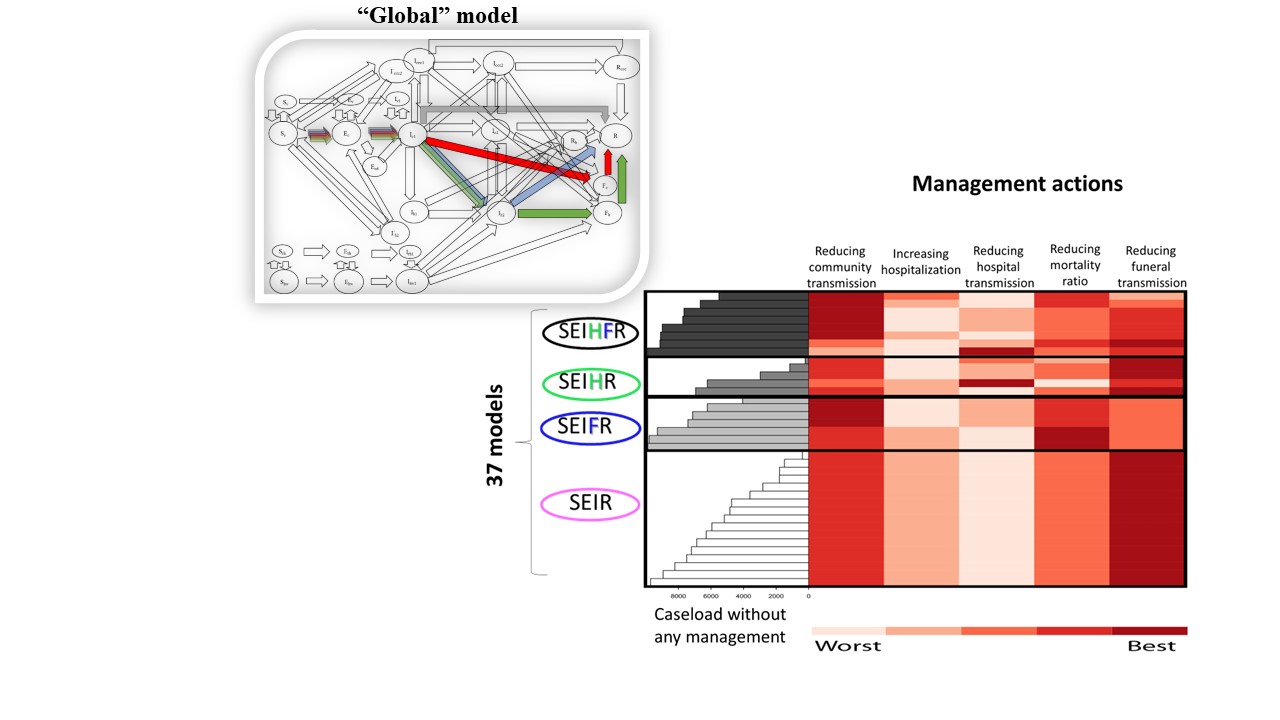 “Global” model
R
Management actions
Reducing
community
transmission
Increasing
hospitalization
Reducing
hospital
transmission
Reducing
mortality
ratio
Reducing
funeral
transmission
37 models
SEIHFR
SEIHR
SEIFR
SEIR
8000 6000 4000 2000 0
Caseload without
any management
Worst
Best